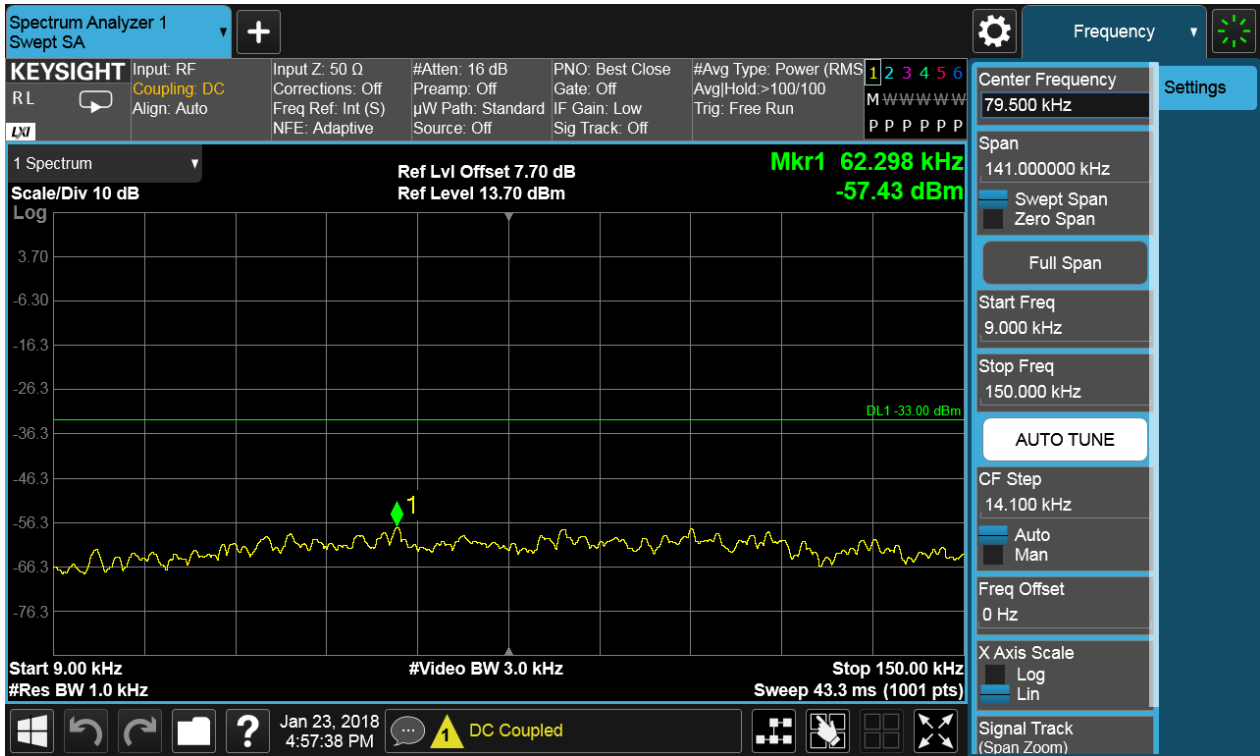 Spectrum Analyzer 1
Swept SA
+
Frequency
KEYSIGHT
RL
LXI
Input: RF
Coupling: DC
Align: Auto
Input Z: 50 Ω
Corrections: Off
Freq Ref: Int (S)
NFE: Adaptive
#Atten: 16 dB
Preamp: Off
µW Path: Standard
Source: Off
PNO: Best Close
Gate: Off
IF Gain: Low
Sig Track: Off
#Avg Type: Power (RMS
Avg|Hold:>100/100
Trig: Free Run
1 2 3 4 5 6
M W W W W W
P P P P P P
1 Spectrum
Scale/Div 10 dB
Log
Ref Lvl Offset 7.70 dB
Ref Level 13.70 dBm
Mkr1 62.298 kHz
-57.43 dBm
3.70
-6.30
-16.3
-26.3
DL1 -33.00 dBm
-36.3
-46.3
1
-56.3
-66.3
-76.3
Start 9.00 kHz
#Video BW 3.0 kHz
Stop 150.00 kHz
#Res BW 1.0 kHz
Sweep 43.3 ms (1001 pts)
Center Frequency
79.500 kHz
Settings
Span
141.000000 kHz
Swept Span
Zero Span
Full Span
Start Freq
9.000 kHz
Stop Freq
150.000 kHz
AUTO TUNE
CF Step
14.100 kHz
Auto
Man
Freq Offset
0 Hz
X Axis Scale
Log
Lin
Signal Track
(Span Zoom)
?
Jan 23, 2018
4:57:38 PM
1
DC Coupled